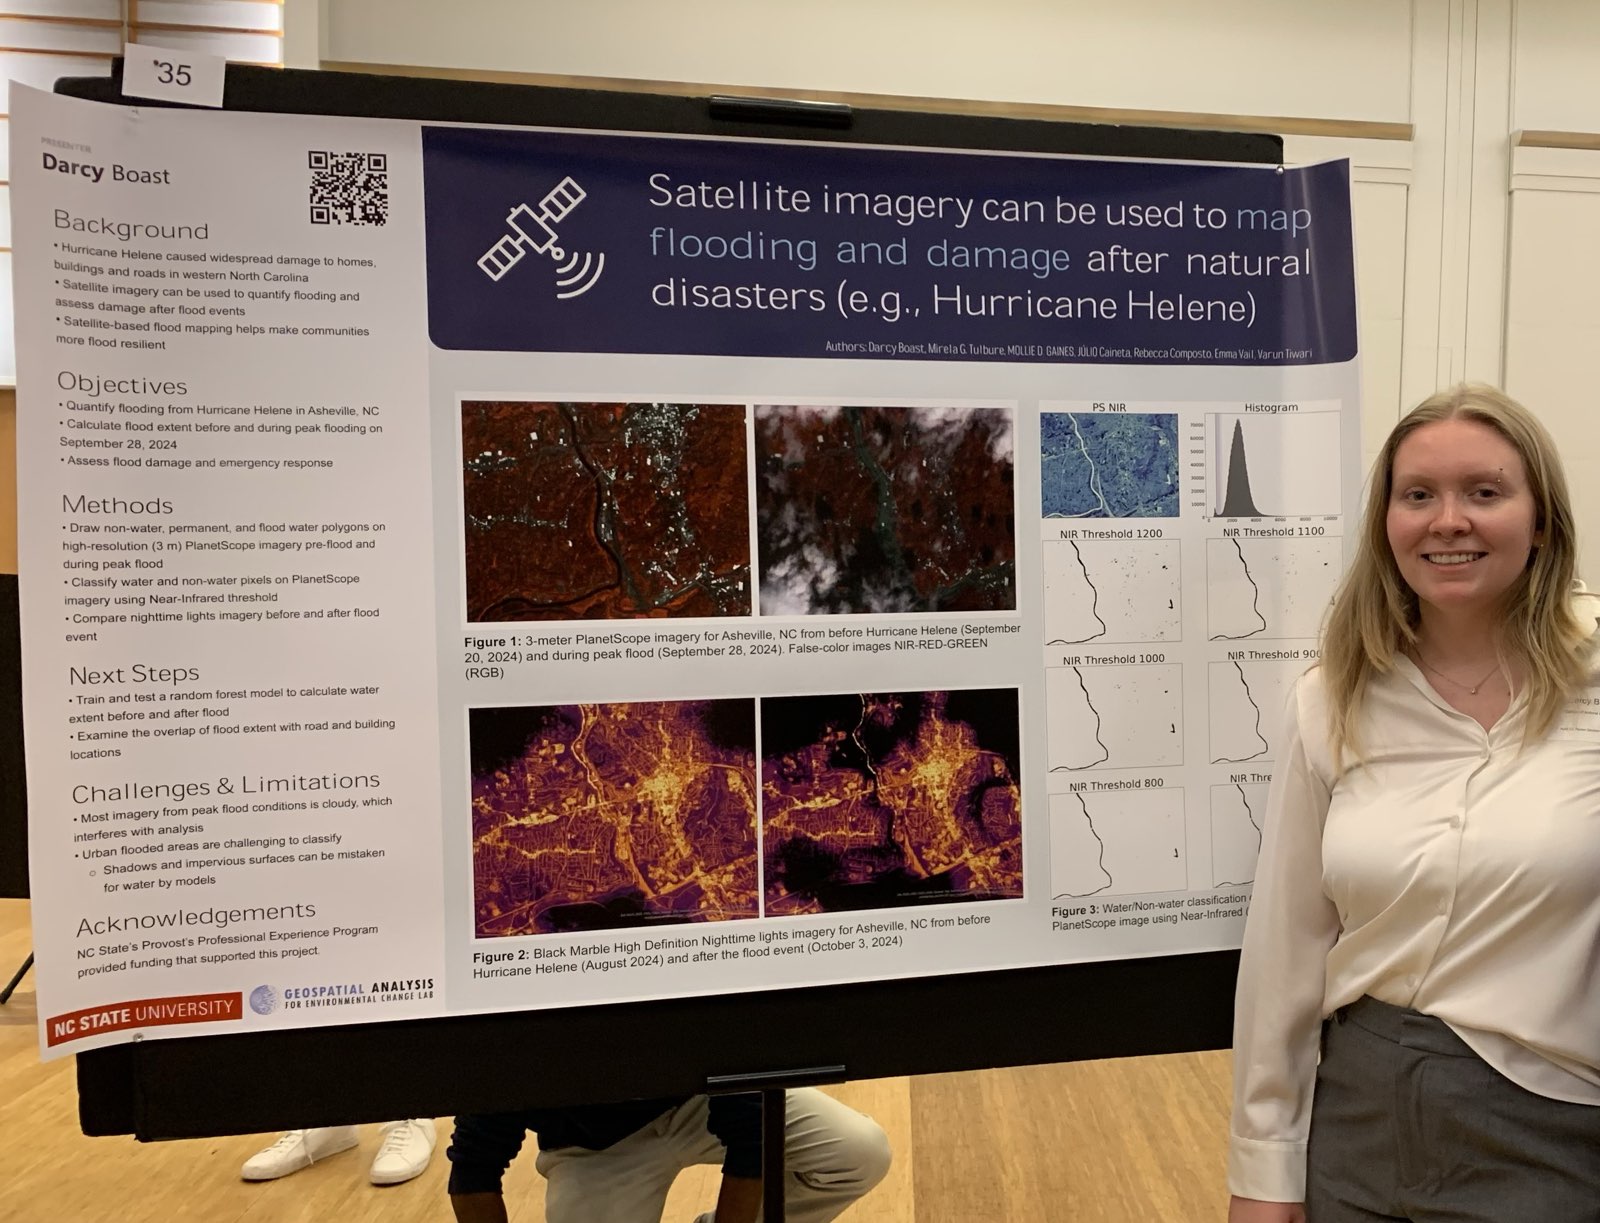 35
PRESENTER
Darcy Boast
Background
• Hurricane Helene caused widespread damage to homes,
buildings and roads in western North Carolina
• Satellite imagery can be used to quantify flooding and
assess damage after flood events
• Satellite-based flood mapping helps make communities
more flood resilient
Objectives
• Quantify flooding from Hurricane Helene in Asheville, NC
• Calculate flood extent before and during peak flooding on
September 28, 2024
• Assess flood damage and emergency response
Methods
• Draw non-water, permanent, and flood water polygons on
high-resolution (3 m) PlanetScope imagery pre-flood and
during peak flood
• Classify water and non-water pixels on PlanetScope
imagery using Near-Infrared threshold
• Compare nighttime lights imagery before and after flood
event
Next Steps
• Train and test a random forest model to calculate water
extent before and after flood
• Examine the overlap of flood extent with road and building
locations
Challenges & Limitations
• Most imagery from peak flood conditions is cloudy, which
interferes with analysis
• Urban flooded areas are challenging to classify
○ Shadows and impervious surfaces can be mistaken
for water by models
Acknowledgements
NC State's Provost's Professional Experience Program
provided funding that supported this project.
NC STATE UNIVERSITY
GEOSPATIAL ANALYSIS
FOR ENVIRONMENTAL CHANGE LAB
Satellite imagery can be used to map
flooding and damage after natural
disasters (e.g., Hurricane Helene)
Authors: Darcy Boast, Mirela G. Tulbure, MOLLIE D. GAINES, JÚLIO Caineta, Rebecca Composto, Emma Vail, Varun Tiwari
Figure 1: 3-meter PlanetScope imagery for Asheville, NC from before Hurricane Helene (September
20, 2024) and during peak flood (September 28, 2024). False-color images NIR-RED-GREEN
(RGB)
Figure 2: Black Marble High Definition Nighttime lights imagery for Asheville, NC from before
Hurricane Helene (August 2024) and after the flood event (October 3, 2024)
PS NIR
Histogram
70000
60000
50000
40000
30000
20000
10000
0
0 2000 4000 6000 8000 10000
NIR Threshold 1200
NIR Threshold 1100
NIR Threshold 1000
NIR Threshold 900
NIR Threshold 800
NIR Thre
Figure 3: Water/Non-water classification
PlanetScope image using Near-Infrared (